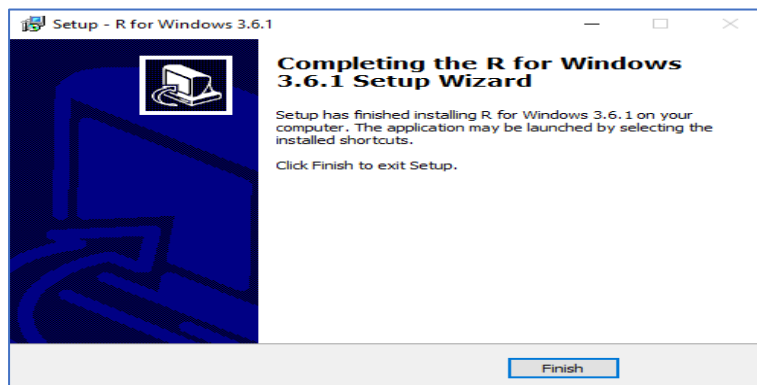 Setup - R for Windows 3.6.1
Completing the R for Windows
3.6.1 Setup Wizard
Setup has finished installing R for Windows 3.6.1 on your
computer. The application may be launched by selecting the
installed shortcuts.
Click Finish to exit Setup.
Finish